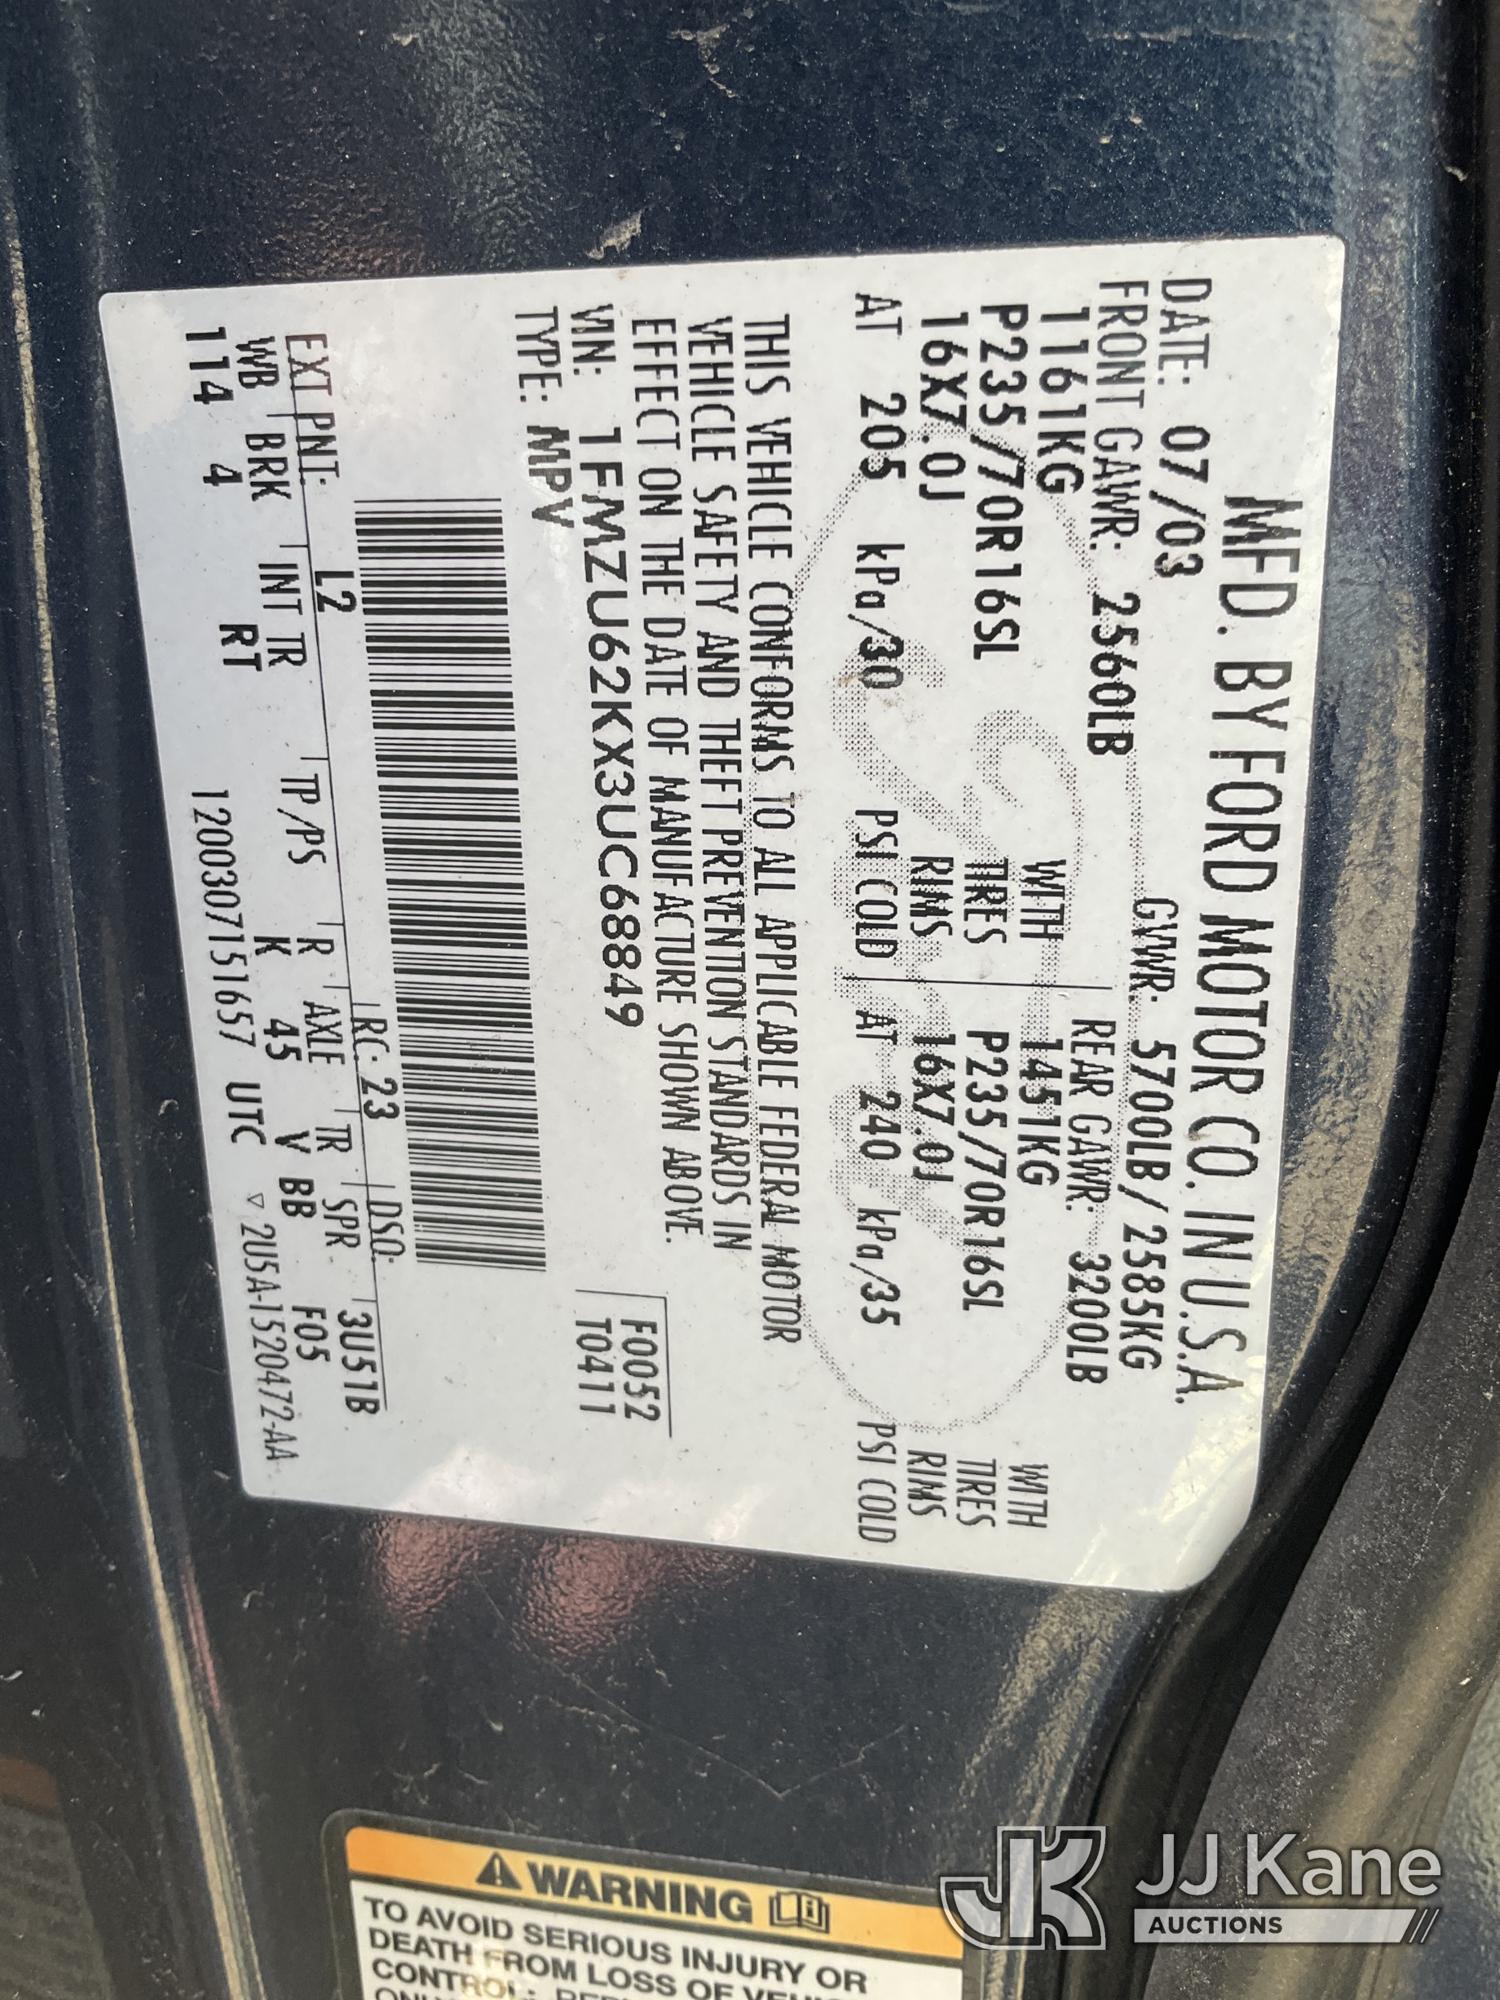 MFD. BY FORD MOTOR CO. IN U.S.A.
DATE: 07/03 GVWR: 5700LB/2585KG
FRONT GAWR: 2560LB REAR GAWR: 3200LB
1161KG WITH 1451KG WITH
P235/70R16SL TIRES P235/70R16SL TIRES
16X7.0J RIMS 16X7.0J RIMS
AT 205 kPa/30 PSI COLD AT 240 kPa/35 PSI COLD
THIS VEHICLE CONFORMS TO ALL APPLICABLE FEDERAL MOTOR
VEHICLE SAFETY AND THEFT PREVENTION STANDARDS IN
EFFECT ON THE DATE OF MANUFACTURE SHOWN ABOVE.
VIN: 1FMZU62KX3UC68849 F0052
TYPE: MPV T0411
EXT PNT: L2 RC: 23 DSO:
WB BRK INT TR TP/PS R AXLE TR SPR 3U51B
114 4 RT K 45 V BB F05
120030715 1657 UTC ▽ 2U5A-1520472-AA
⚠ WARNING
TO AVOID SERIOUS INJURY OR
DEATH FROM LOSS OF
CONTROL:
JJ Kane
AUCTIONS